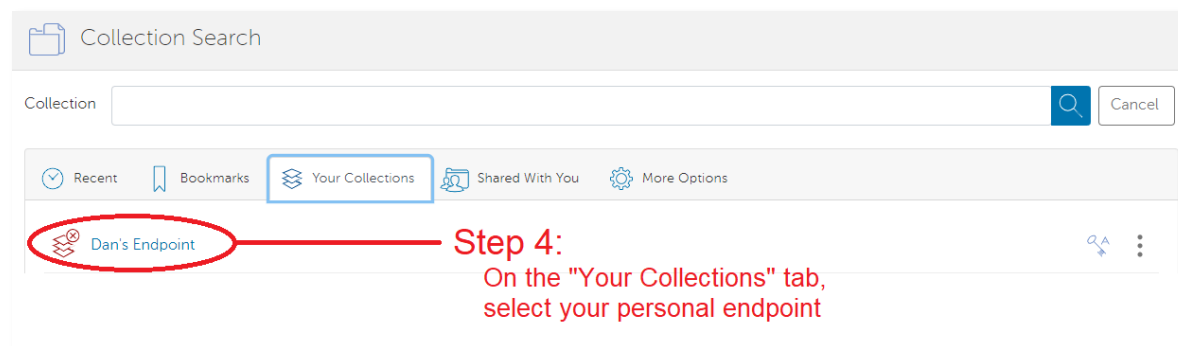 Collection Search
Collection
Cancel
Recent Bookmarks Your Collections Shared With You More Options
Dan's Endpoint
Step 4:
On the "Your Collections" tab,
select your personal endpoint